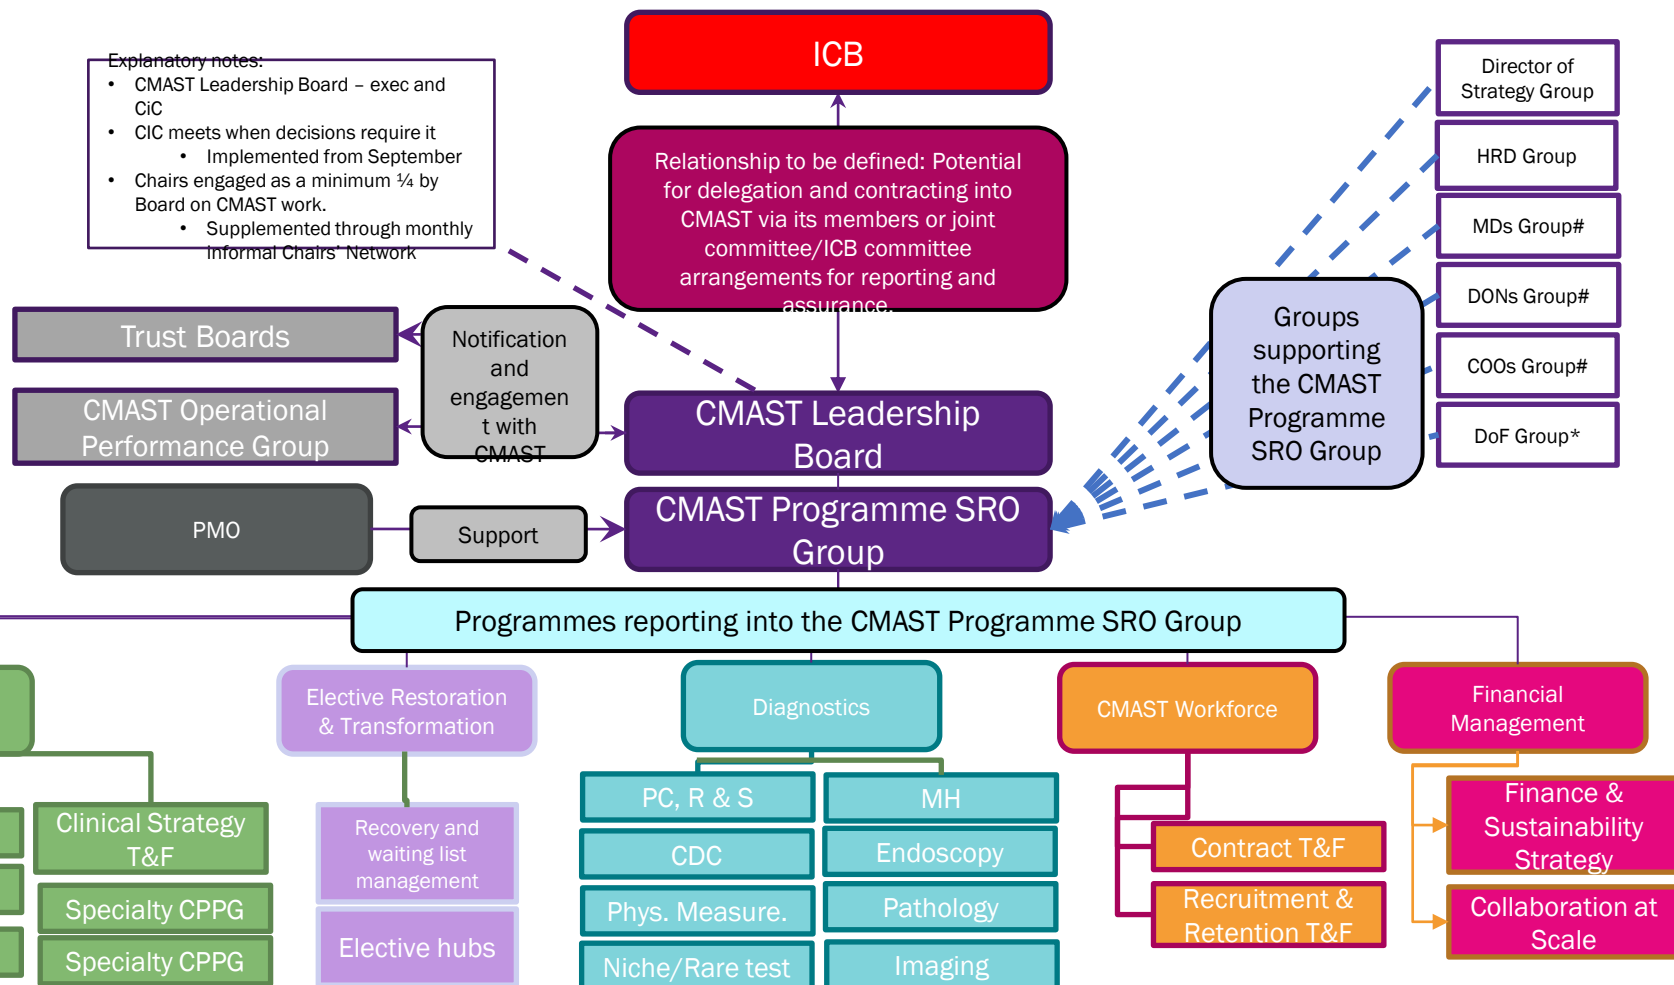 ICB
Explanatory notes:
• CMAST Leadership Board – exec and
CiC
• CIC meets when decisions require it
• Implemented from September
• Chairs engaged as a minimum ¼ by
Board on CMAST work.
• Supplemented through monthly
informal Chairs' Network
Relationship to be defined: Potential
for delegation and contracting into
CMAST via its members or joint
committee/ICB committee
arrangements for reporting and
assurance.
Director of
Strategy Group
HRD Group
MDs Group#
DONs Group#
COOs Group#
DoF Group*
Groups
supporting
the CMAST
Programme
SRO Group
Trust Boards
CMAST Operational
Performance Group
Notification
and
engagemen
t with
CMAST
CMAST Leadership
Board
PMO
Support
CMAST Programme SRO
Group
Programmes reporting into the CMAST Programme SRO Group
Elective Restoration
& Transformation
Diagnostics
CMAST Workforce
Financial
Management
Clinical Strategy
T&F
Specialty CPPG
Specialty CPPG
Recovery and
waiting list
management
Elective hubs
PC, R & S
CDC
Phys. Measure.
Niche/Rare test
MH
Endoscopy
Pathology
Imaging
Contract T&F
Recruitment &
Retention T&F
Finance &
Sustainability
Strategy
Collaboration at
Scale